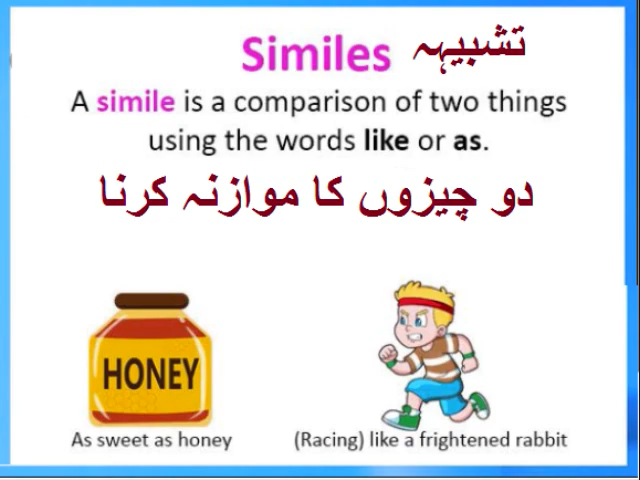 Similes تشبیہہ
A simile is a comparison of two things
using the words like or as.
دو چیزوں کا موازنہ کرنا
HONEY
As sweet as honey
(Racing) like a frightened rabbit